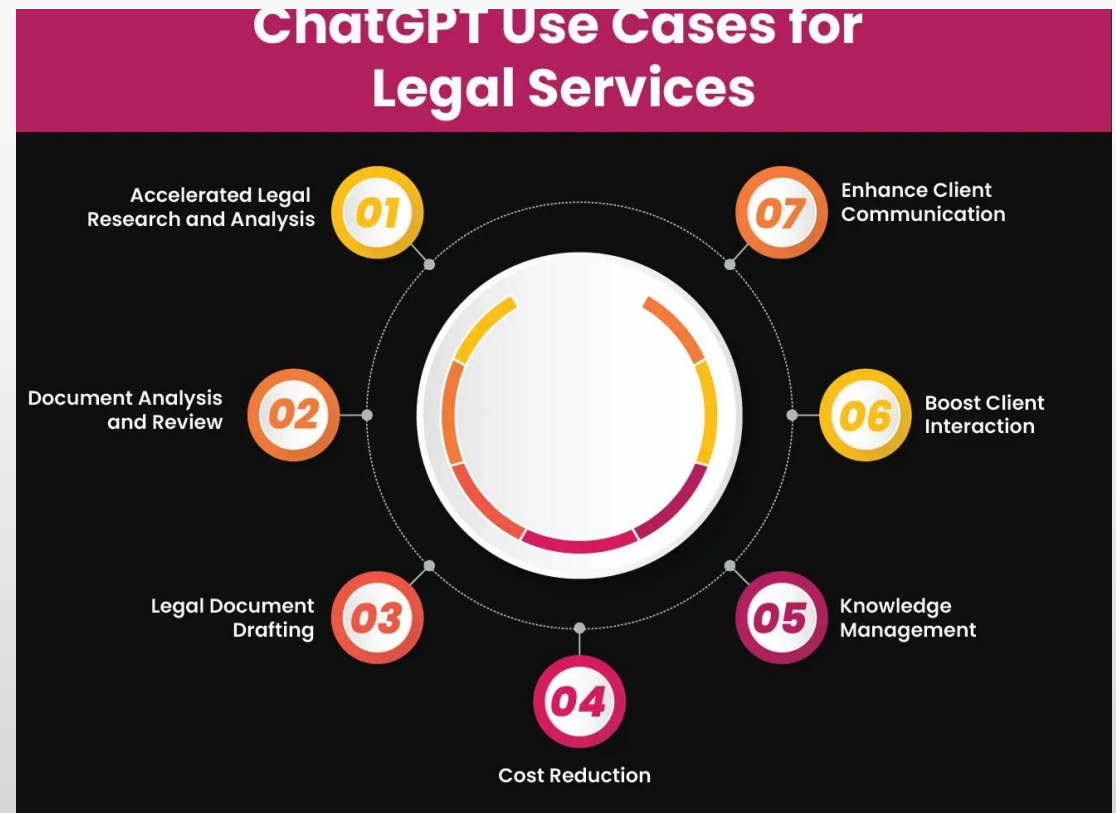 ChatGPT Use Cases for
Legal Services
01
Accelerated Legal
Research and Analysis
02
Document Analysis
and Review
03
Legal Document
Drafting
04
Cost Reduction
05
Knowledge
Management
06
Boost Client
Interaction
07
Enhance Client
Communication